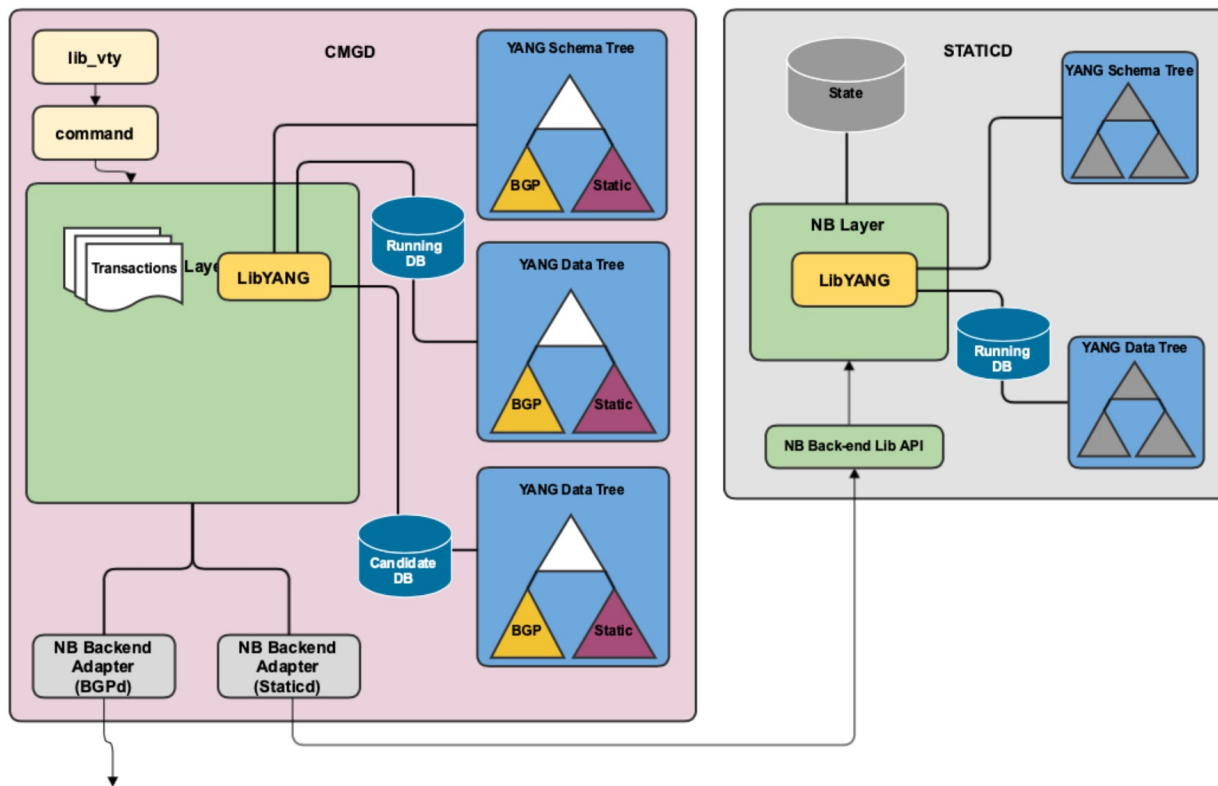 CMGD
lib_vty
command
Transactions
LibYANG
Running
DB
Candidate
DB
YANG Schema Tree
BGP
Static
YANG Data Tree
BGP
Static
YANG Data Tree
BGP
Static
NB Backend
Adapter
(BGPd)
NB Backend
Adapter
(Staticd)
STATICD
State
NB Layer
LibYANG
NB Back-end Lib API
Running
DB
YANG Schema Tree
YANG Data Tree